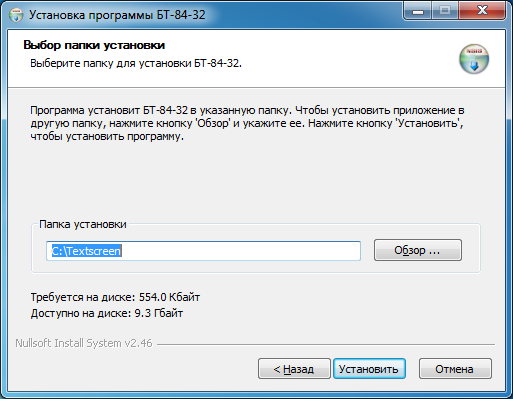 Установка программы БТ-84-32
Выбор папки установки
Выберите папку для установки БТ-84-32.
Программа установит БТ-84-32 в указанную папку. Чтобы установить приложение в
другую папку, нажмите кнопку 'Обзор' и укажите ее. Нажмите кнопку 'Установить',
чтобы установить программу.
Папка установки
C:\Textscreen
Обзор ...
Требуется на диске: 554.0 Кбайт
Доступно на диске: 9.3 Гбайт
Nullsoft Install System v2.46
< Назад
Установить
Отмена